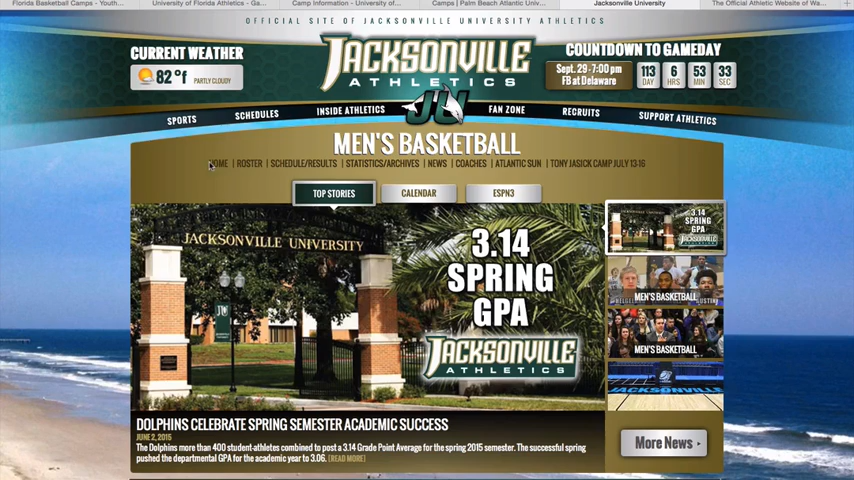 Florida Basketball Camps - Youth... University of Florida Athletics - Ga... Camp Information - University of... Camps | Palm Beach Atlantic Univ... Jacksonville University The Official Athletic Website of Wa...
OFFICIAL SITE OF JACKSONVILLE UNIVERSITY ATHLETICS
CURRENT WEATHER
82 °f PARTLY CLOUDY
JACKSONVILLE
ATHLETICS
JU
COUNTDOWN TO GAMEDAY
Sept. 29 - 7:00 pm
FB at Delaware
113 6 53 33
DAY HRS MIN SEC
SPORTS SCHEDULES INSIDE ATHLETICS FAN ZONE RECRUITS SUPPORT ATHLETICS
MEN'S BASKETBALL
HOME | ROSTER | SCHEDULE/RESULTS | STATISTICS/ARCHIVES | NEWS | COACHES | ATLANTIC SUN | TONY JASICK CAMP JULY 13-16
TOP STORIES CALENDAR ESPN3
JACKSONVILLE UNIVERSITY
JU
3.14
SPRING
GPA
JACKSONVILLE
ATHLETICS
3.14
SPRING
GPA
JACKSONVILLE
MEN'S BASKETBALL
MEN'S BASKETBALL
JACKSONVILLE
DOLPHINS CELEBRATE SPRING SEMESTER ACADEMIC SUCCESS
JUNE 2, 2015
The Dolphins more than 400 student-athletes combined to post a 3.14 Grade Point Average for the spring 2015 semester. The successful spring
pushed the departmental GPA for the academic year to 3.06. [READ MORE]
More News